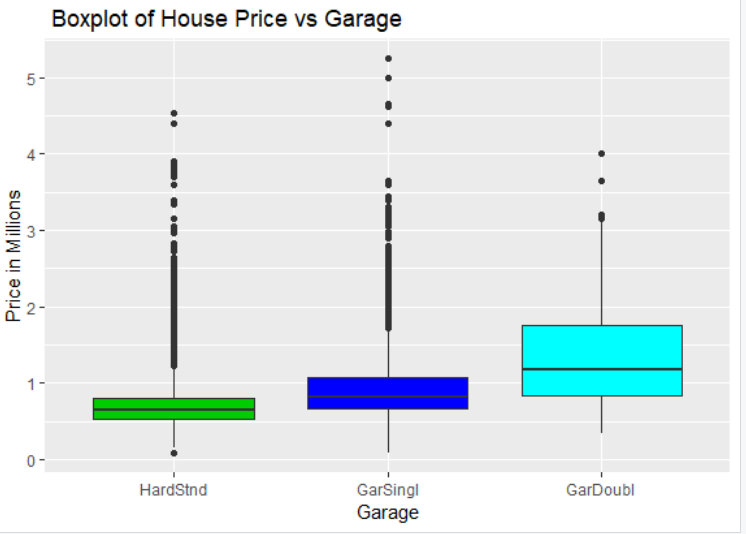 Boxplot of House Price vs Garage
Price in Millions
5
4
3
2
1
0
HardStnd
GarSingl
GarDoubl
Garage